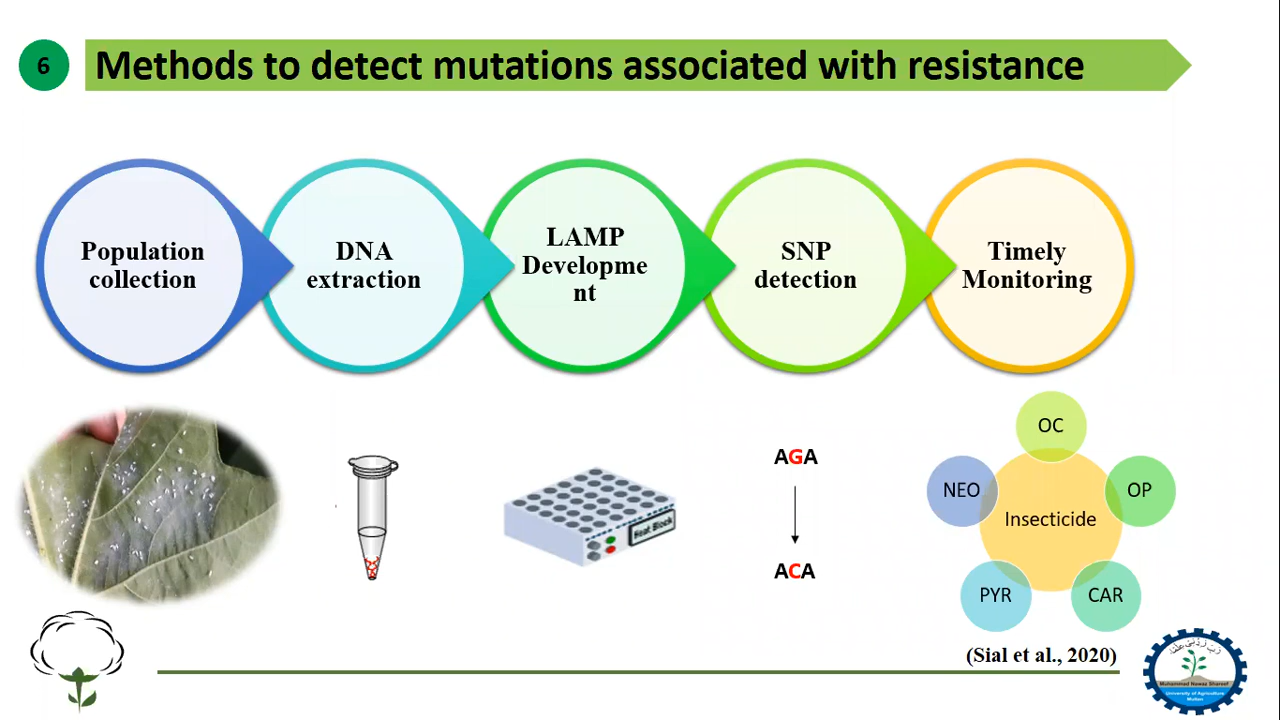 6
Methods to detect mutations associated with resistance
Population
collection
DNA
extraction
LAMP
Developme
nt
SNP
detection
Timely
Monitoring
AGA
ACA
Heat Block
OC
NEO
OP
Insecticide
PYR
CAR
(Sial et al., 2020)
Muhammad Nawaz Shareef
University of Agriculture
Multan